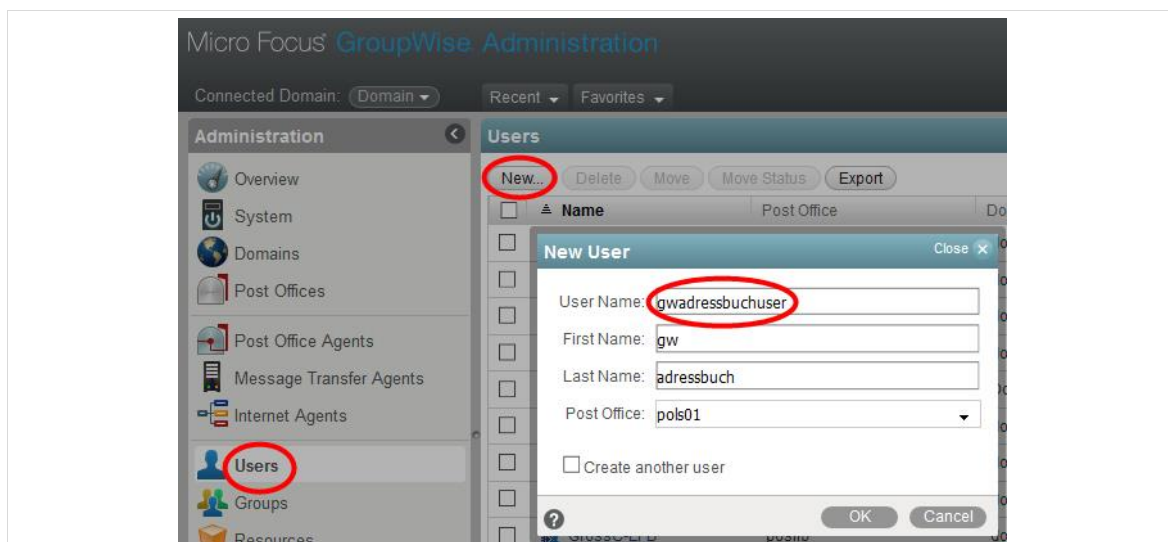 Micro Focus GroupWise Administration
Connected Domain: Domain
Recent Favorites
Administration
Overview
System
Domains
Post Offices
Post Office Agents
Message Transfer Agents
Internet Agents
Users
Groups
Resources
Users
New... Delete Move Move Status Export
Name Post Office Do
New User Close
User Name: gwadressbuchuser
First Name: gw
Last Name: adressbuch
Post Office: pols01
Create another user
OK Cancel